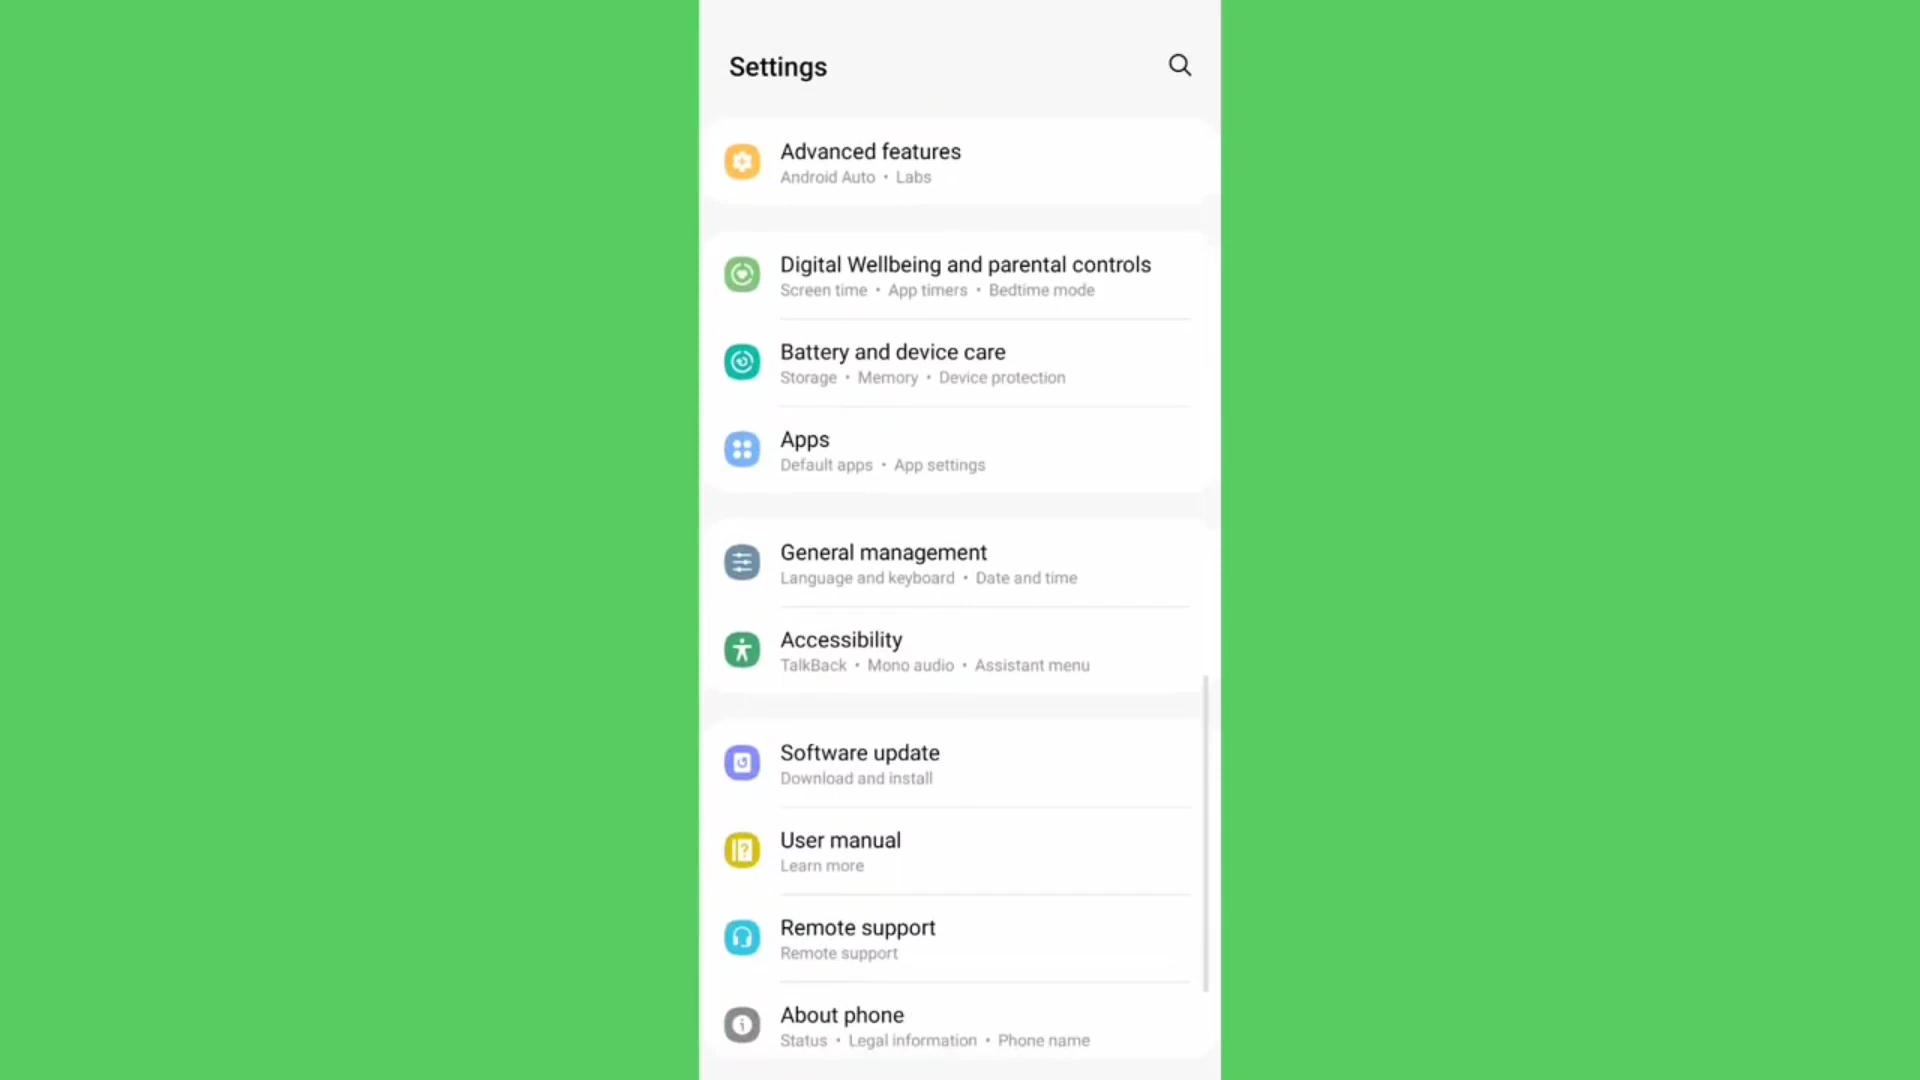 Settings
Advanced features
Android Auto • Labs
Digital Wellbeing and parental controls
Screen time • App timers • Bedtime mode
Battery and device care
Storage • Memory • Device protection
Apps
Default apps • App settings
General management
Language and keyboard • Date and time
Accessibility
TalkBack • Mono audio • Assistant menu
Software update
Download and install
User manual
Learn more
Remote support
Remote support
About phone
Status • Legal information • Phone name